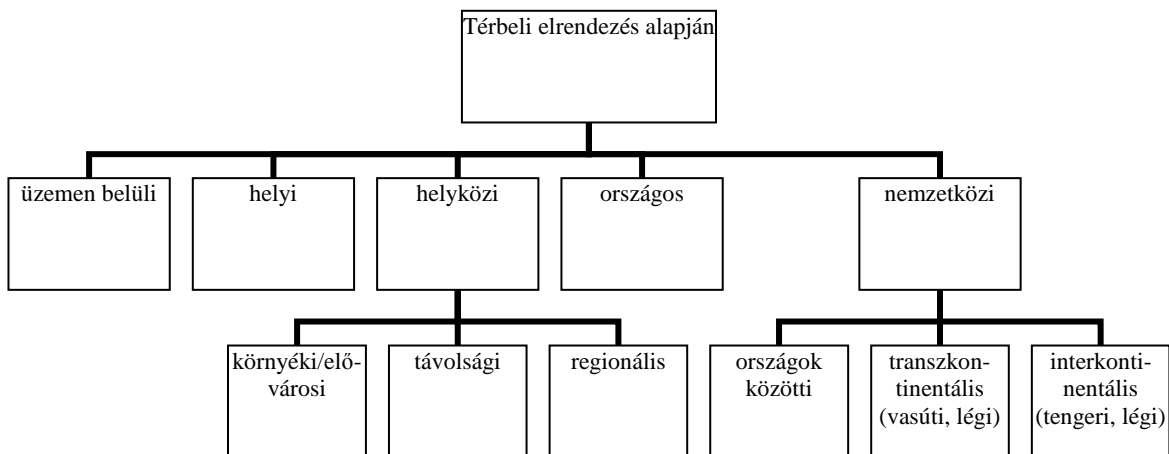 Térbeli elrendezés alapján
üzemen belüli
helyi
helyközi
országos
nemzetközi
környéki/elő-
városi
távolsági
regionális
országok
közötti
transzkon-
tinentális
(vasúti, légi)
interkonti-
nentális
(tengeri, légi)